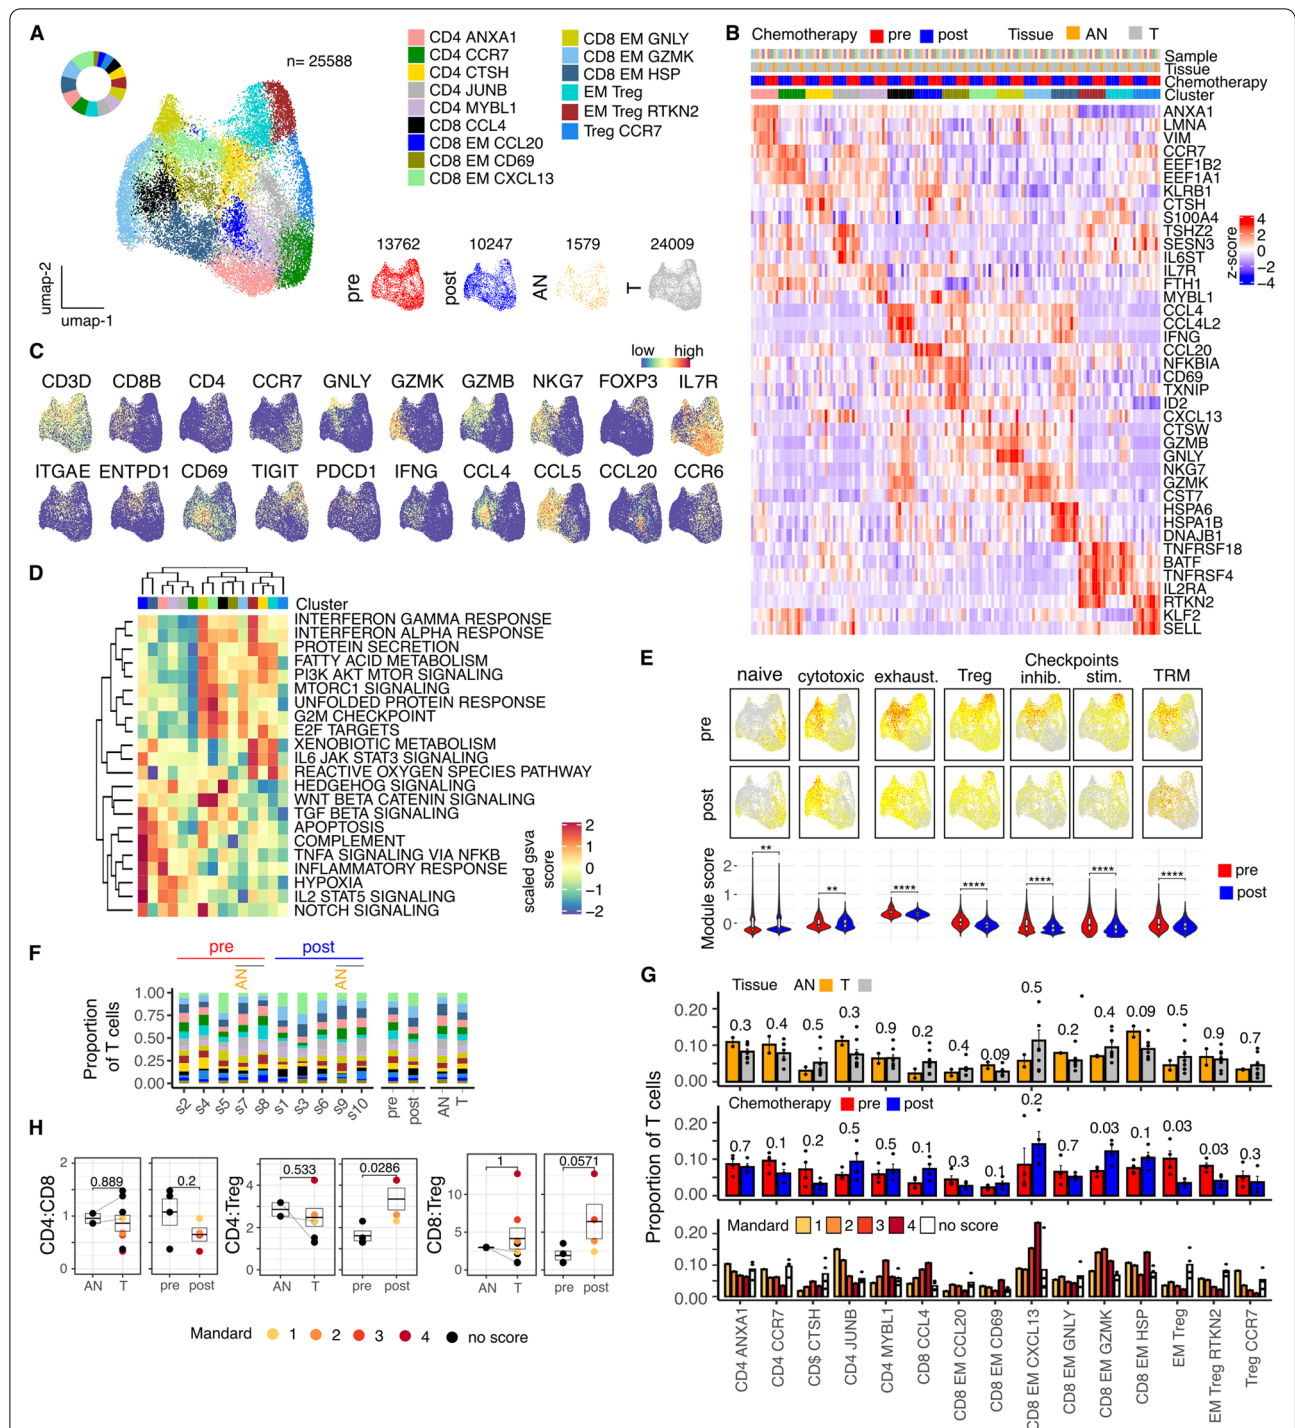 A
n= 25588
CD4 ANXA1
CD4 CCR7
CD4 CTSH
CD4 JUNB
CD4 MYBL1
CD8 CCL4
CD8 EM CCL20
CD8 EM CD69
CD8 EM CXCL13
CD8 EM GNLY
CD8 EM GZMK
CD8 EM HSP
EM Treg
EM Treg RTKN2
Treg CCR7
umap-2
umap-1
13762
10247
1579
24009
pre
post
AN
T
B
Chemotherapy pre post Tissue AN T
Sample
Tissue
Chemotherapy
Cluster
ANXA1
LMNA
VIM
CCR7
EEF1B2
EEF1A1
KLRB1
CTSH
S100A4
TSHZ2
SESN3
IL6ST
IL7R
FTH1
MYBL1
CCL4
CCL4L2
IFNG
CCL20
NFKBIA
CD69
TXNIP
ID2
CXCL13
CTSW
GZMB
GNLY
NKG7
GZMK
CST7
HSPA6
HSPA1B
DNAJB1
TNFRSF18
BATF
TNFRSF4
IL2RA
RTKN2
KLF2
SELL
z-score
4
2
0
−2
−4
C
low high
CD3D CD8B CD4 CCR7 GNLY GZMK GZMB NKG7 FOXP3 IL7R
ITGAE ENTPD1 CD69 TIGIT PDCD1 IFNG CCL4 CCL5 CCL20 CCR6
D
Cluster
INTERFERON GAMMA RESPONSE
INTERFERON ALPHA RESPONSE
PROTEIN SECRETION
FATTY ACID METABOLISM
PI3K AKT MTOR SIGNALING
MTORC1 SIGNALING
UNFOLDED PROTEIN RESPONSE
G2M CHECKPOINT
E2F TARGETS
XENOBIOTIC METABOLISM
IL6 JAK STAT3 SIGNALING
REACTIVE OXYGEN SPECIES PATHWAY
HEDGEHOG SIGNALING
WNT BETA CATENIN SIGNALING
TGF BETA SIGNALING
APOPTOSIS
COMPLEMENT
TNFA SIGNALING VIA NFKB
INFLAMMATORY RESPONSE
HYPOXIA
IL2 STAT5 SIGNALING
NOTCH SIGNALING
scaled gsva
score
2
1
0
−1
−2
E
naive cytotoxic exhaust. Treg Checkpoints
inhib. stim. TRM
pre
post
Module score
2
1
0
** ** **** **** **** **** ****
pre
post
F
pre post
AN AN
Proportion
of T cells
1.00
0.75
0.50
0.25
0.00
s2 s4 s5 s7 s8 s1 s3 s6 s9 s10 pre post AN T
G
Proportion of T cells
Tissue AN T
0.20
0.10
0.00
0.3 0.4 0.5 0.3 0.9 0.2 0.4 0.09 0.5 0.2 0.4 0.09 0.5 0.9 0.7
Chemotherapy pre post
0.20
0.10
0.00
0.7 0.1 0.2 0.5 0.5 0.1 0.3 0.1 0.2 0.7 0.03 0.1 0.03 0.03 0.3
Mandard 1 2 3 4 no score
0.20
0.10
0.00
CD4 ANXA1
CD4 CCR7
CD$ CTSH
CD4 JUNB
CD4 MYBL1
CD8 CCL4
CD8 EM CCL20
CD8 EM CD69
CD8 EM CXCL13
CD8 EM GNLY
CD8 EM GZMK
CD8 EM HSP
EM Treg
EM Treg RTKN2
Treg CCR7
H
CD4:CD8
2
1
0
0.889
0.2
AN T pre post
CD4:Treg
4
2
0
0.533
0.0286
AN T pre post
CD8:Treg
10
5
0
1
0.0571
AN T pre post
Mandard 1 2 3 4 no score